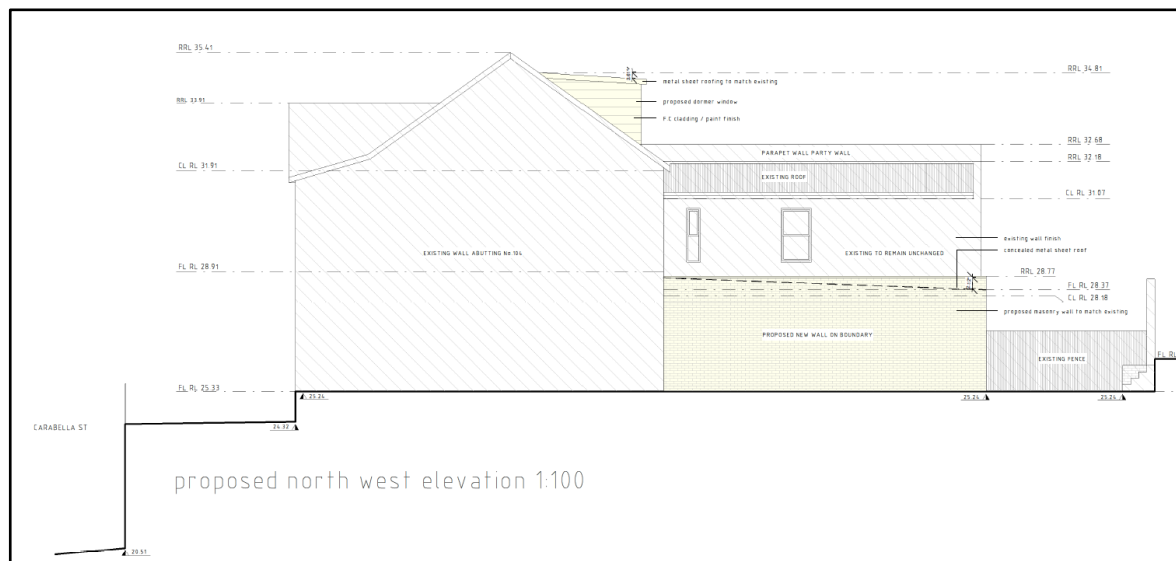 RRL 35.41
RRL 34.81
metal sheet roofing to match existing
RRL 33.91
proposed dormer window
F.C cladding / paint finish
RRL 32.68
PARAPET WALL PARTY WALL
RRL 32.18
CL RL 31.91
EXISTING ROOF
CL RL 31.07
existing wall finish
EXISTING WALL ABUTTING No 104
EXISTING TO REMAIN UNCHANGED
concealed metal sheet roof
FL RL 28.91
RRL 28.77
FL RL 28.37
CL RL 28.18
proposed masonry wall to match existing
PROPOSED NEW WALL ON BOUNDARY
EXISTING FENCE
FL RL
FL RL 25.33
25.24
25.24
25.24
CARABELLA ST
24.32
proposed north west elevation 1:100
20.51